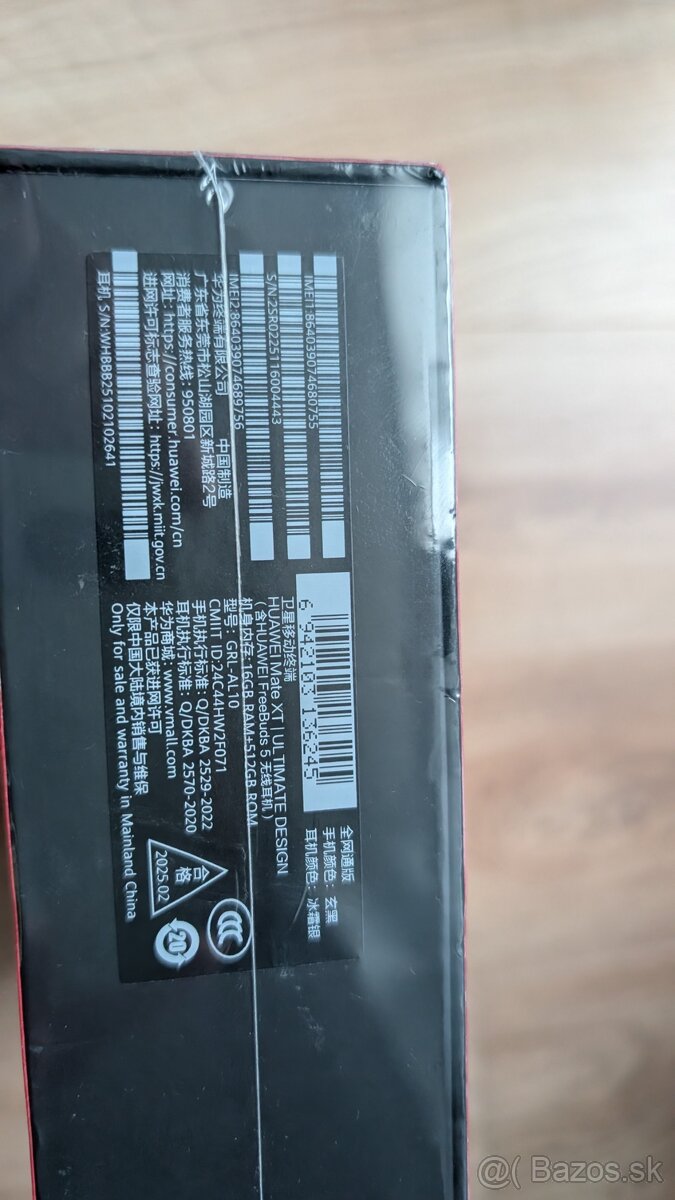 IMEI1:864039074680755
S/N:2SR0225116004443
IMEI2:864039074689756
华为终端有限公司 中国制造
广东省东莞市松山湖园区新城路2号
消费者服务热线：950801
网址：https://consumer.huawei.com/cn
进网许可标志查验网址：https://jwxk.miit.gov.cn
耳机 S/N:WHBBB25102102641
6 942103 136245
全网通版
手机颜色：玄黑
耳机颜色：冰霜银
卫星移动终端
HUAWEI Mate XT | ULTIMATE DESIGN
（含HUAWEI FreeBuds 5 无线耳机）
机身内存：16GB RAM+512GB ROM
型号：GRL-AL10
CMIIT ID:24C44HW2F071
手机执行标准：Q/DKBA 2529-2022
耳机执行标准：Q/DKBA 2570-2020
华为商城：www.vmall.com
本产品已获进网许可
仅限中国大陆境内销售与维保
Only for sale and warranty in Mainland China
合格
2025.02
CCC
20
@( Bazos.sk